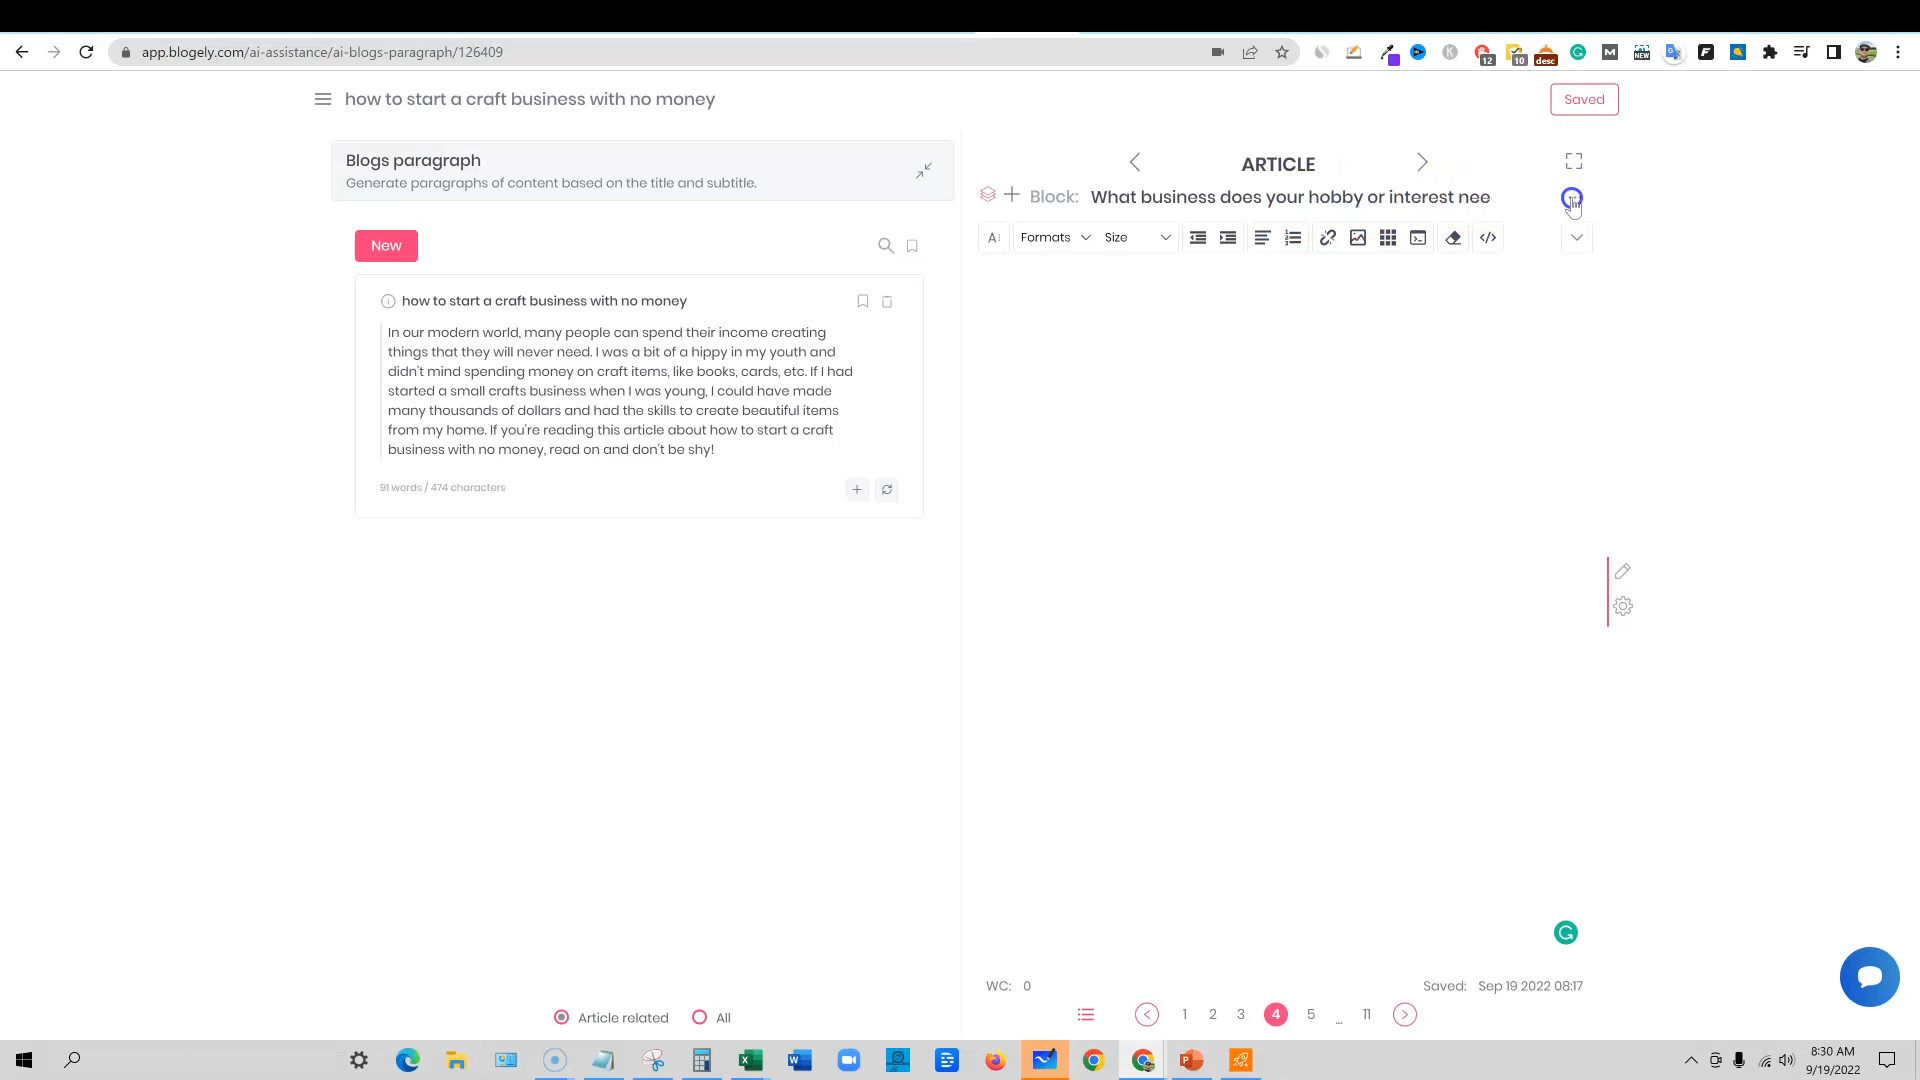 app.blogely.com/ai-assistance/ai-blogs-paragraph/126409
12
10
desc
NEW
how to start a craft business with no money
Saved
Blogs paragraph
Generate paragraphs of content based on the title and subtitle.
New
how to start a craft business with no money
In our modern world, many people can spend their income creating
things that they will never need. I was a bit of a hippy in my youth and
didn't mind spending money on craft items, like books, cards, etc. If I had
started a small crafts business when I was young, I could have made
many thousands of dollars and had the skills to create beautiful items
from my home. If you're reading this article about how to start a craft
business with no money, read on and don't be shy!
91 words / 474 characters
Article related
All
ARTICLE
Block: What business does your hobby or interest nee
Formats
Size
WC: 0
Saved: Sep 19 2022 08:17
1 2 3 4 5 ... 11
8:30 AM
9/19/2022